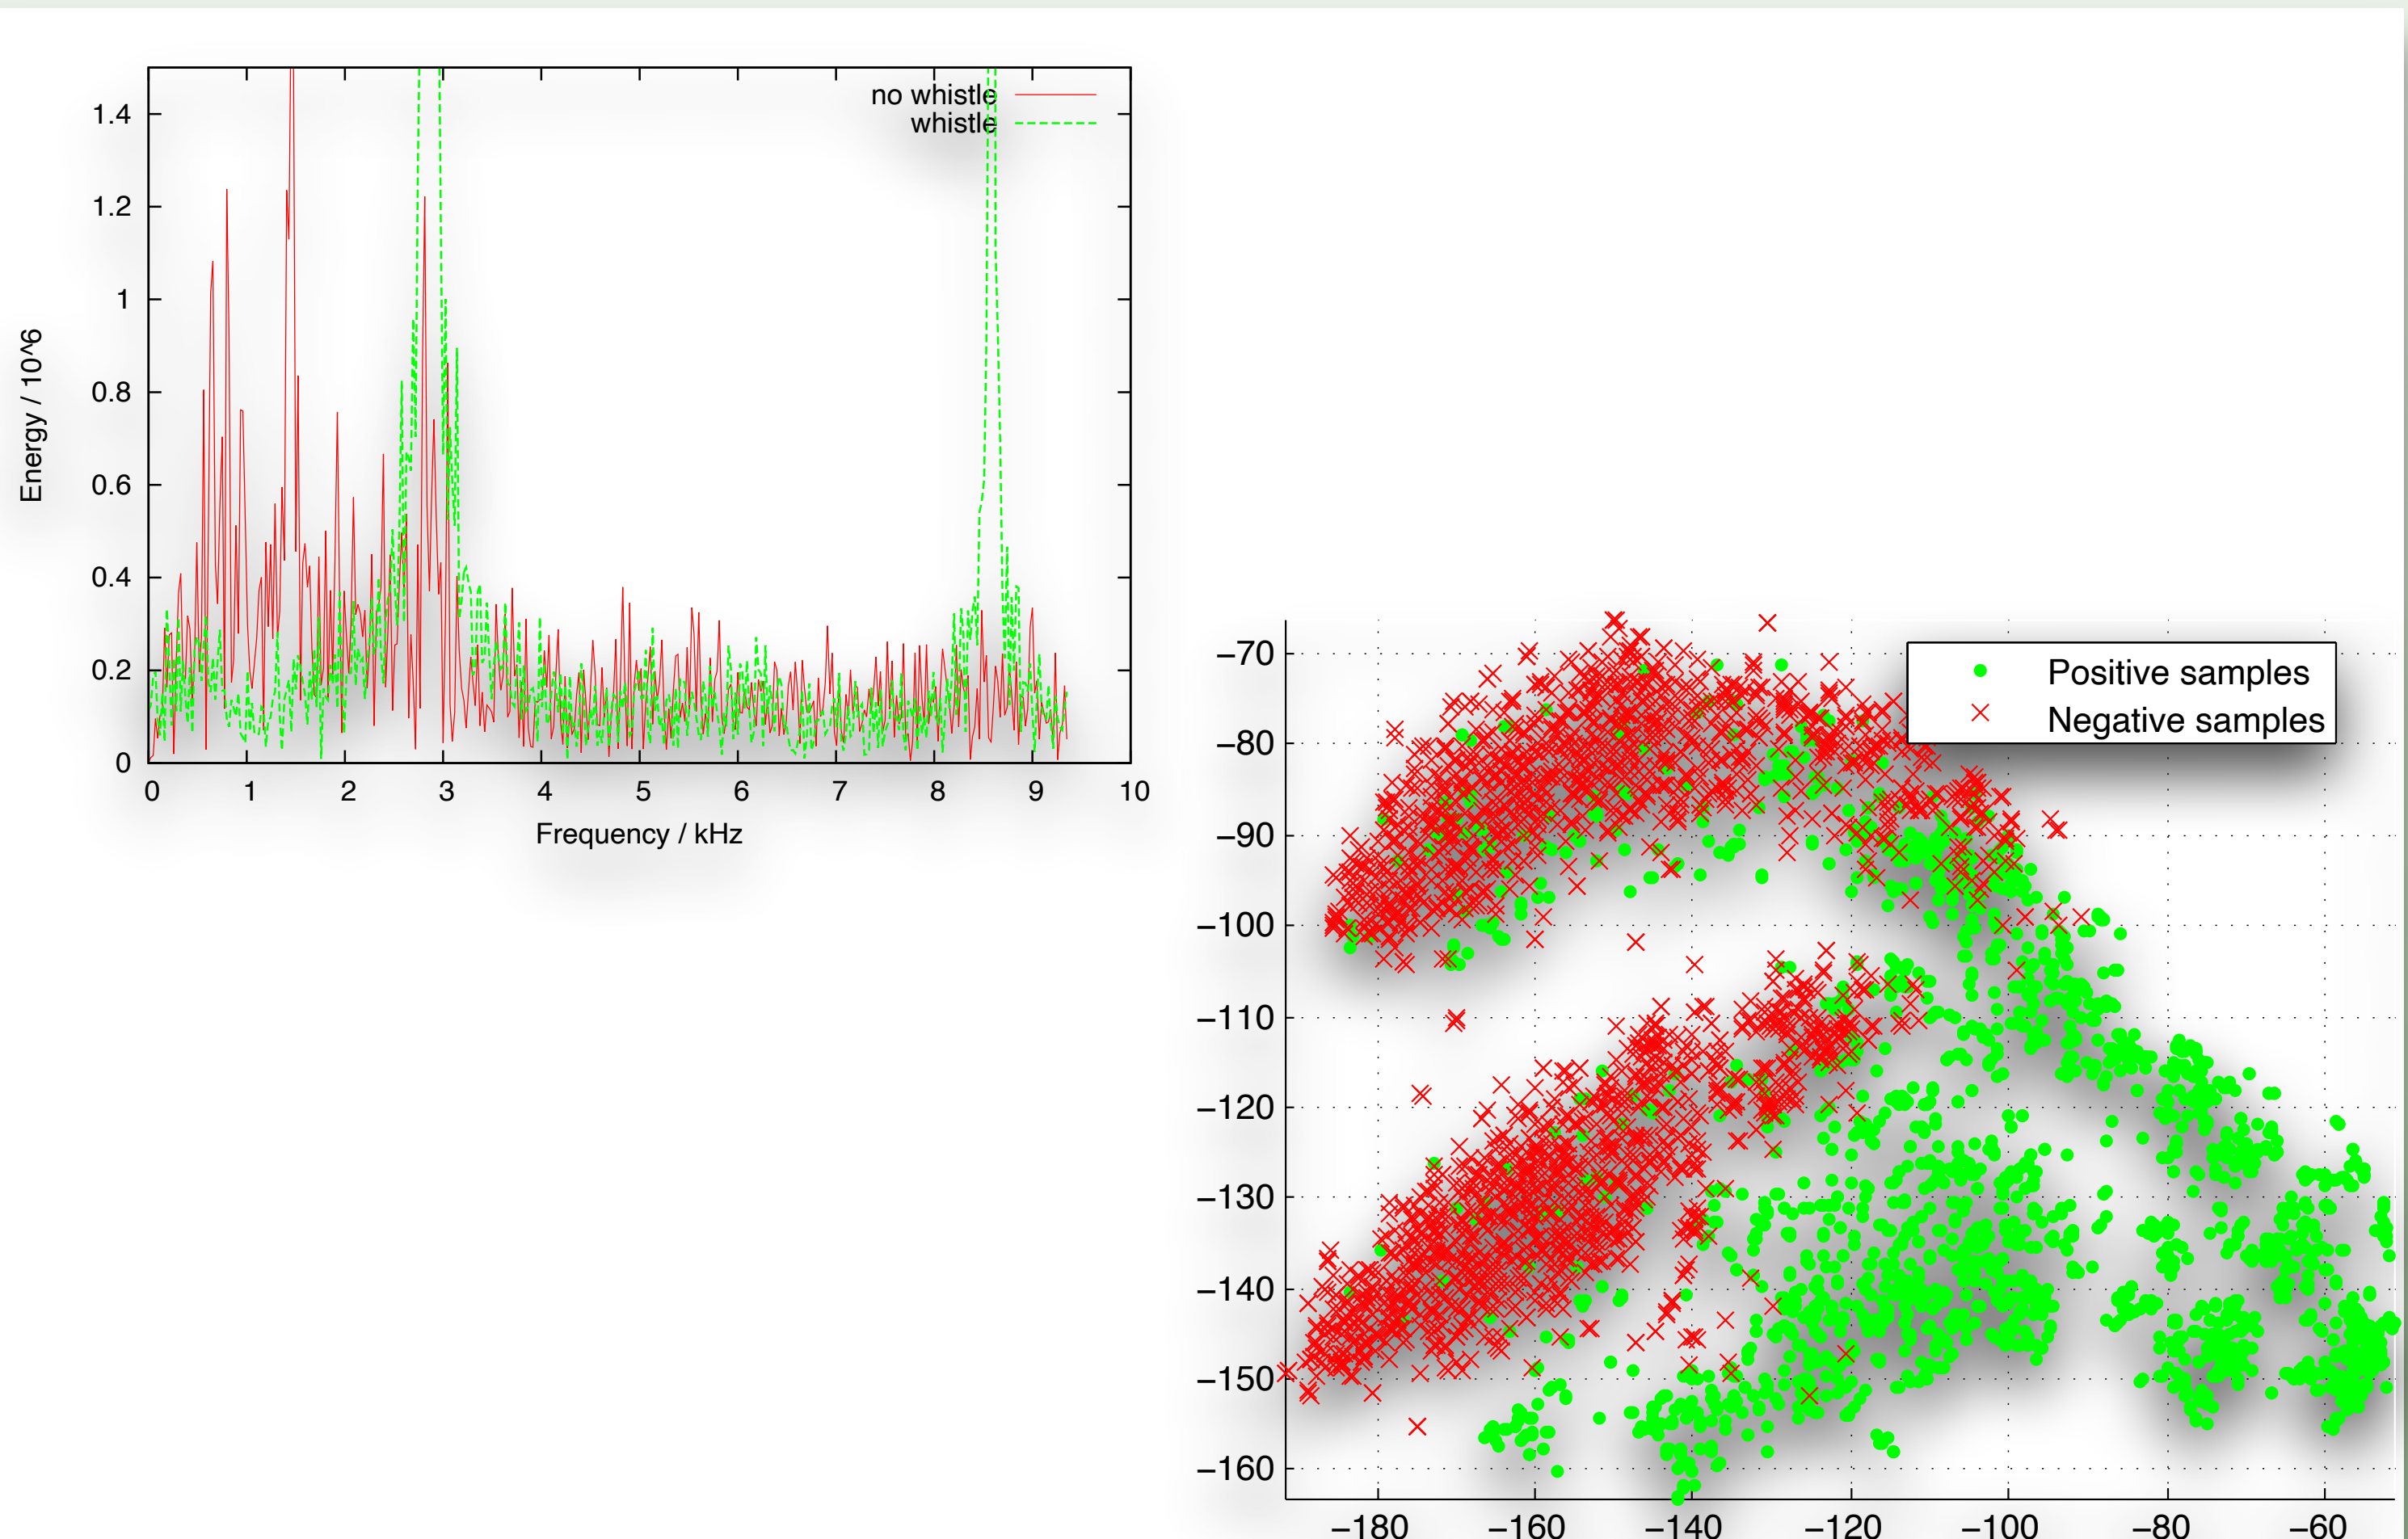 no whistle
whistle
1.4
1.2
1
0.8
0.6
0.4
0.2
0
Energy / 10^6
0 1 2 3 4 5 6 7 8 9 10
Frequency / kHz
Positive samples
Negative samples
−70
−80
−90
−100
−110
−120
−130
−140
−150
−160
−180 −160 −140 −120 −100 −80 −60